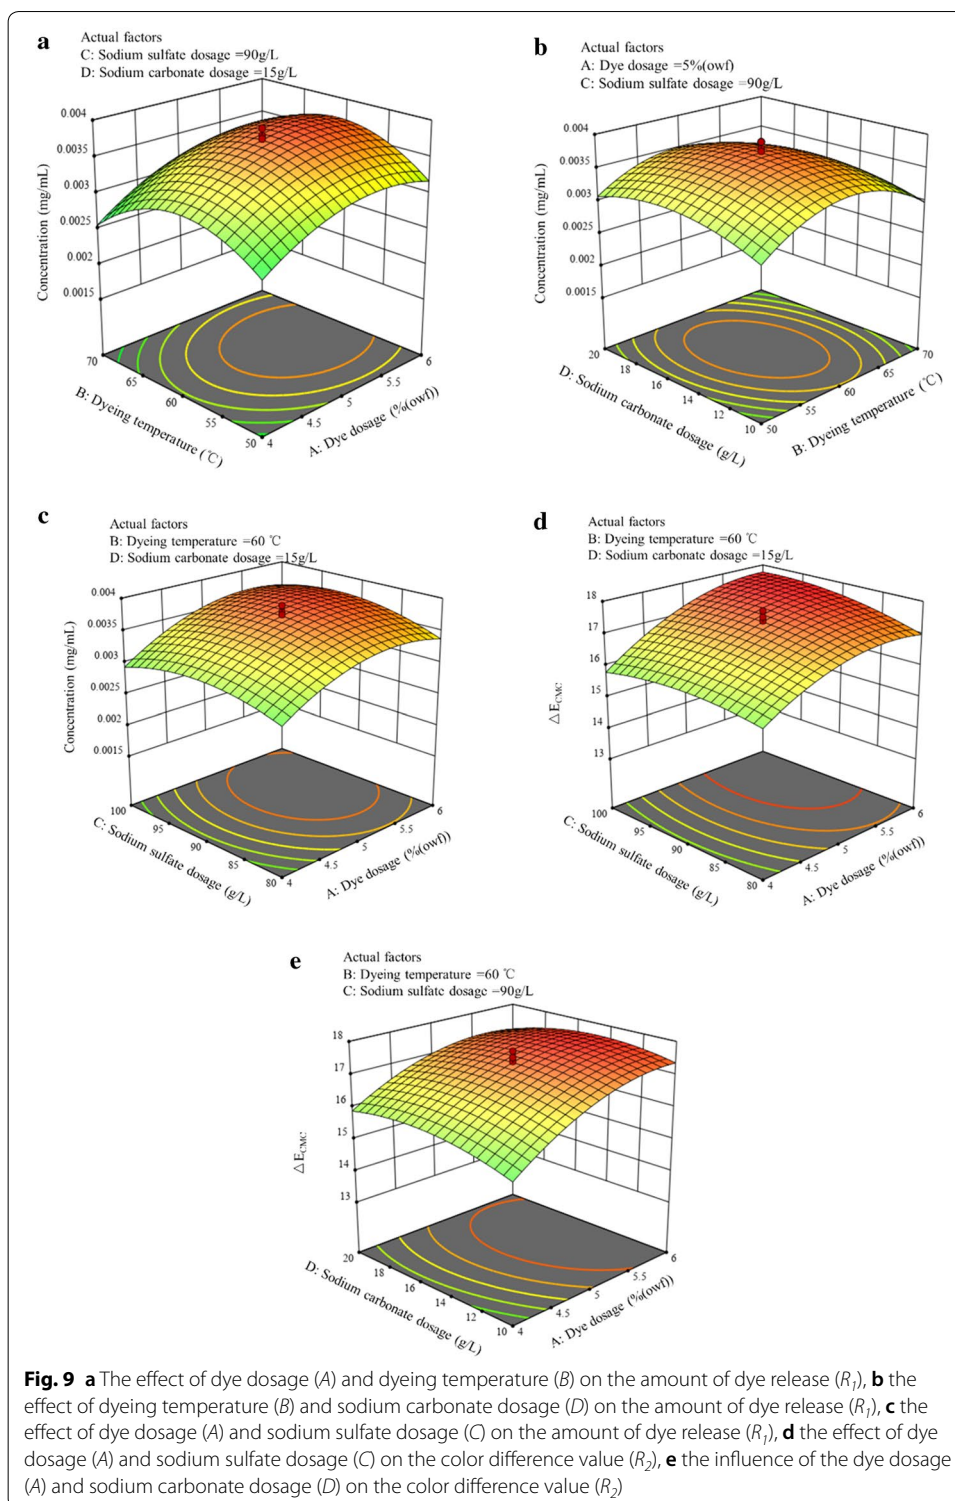 a
Actual factors
C: Sodium sulfate dosage =90g/L
D: Sodium carbonate dosage =15g/L
0.004
0.0035
0.003
0.0025
0.002
0.0015
Concentration (mg/mL)
70
65
60
55
50
B: Dyeing temperature (℃)
4
4.5
5
5.5
6
A: Dye dosage (%(owf))
b
Actual factors
A: Dye dosage =5%(owf)
C: Sodium sulfate dosage =90g/L
0.004
0.0035
0.003
0.0025
0.002
0.0015
Concentration (mg/mL)
20
18
16
14
12
10
D: Sodium carbonate dosage (g/L)
50
55
60
65
70
B: Dyeing temperature (℃)
c
Actual factors
B: Dyeing temperature =60 ℃
D: Sodium carbonate dosage =15g/L
0.004
0.0035
0.003
0.0025
0.002
0.0015
Concentration (mg/mL)
100
95
90
85
80
C: Sodium sulfate dosage (g/L)
4
4.5
5
5.5
6
A: Dye dosage (%(owf))
d
Actual factors
B: Dyeing temperature =60 ℃
D: Sodium carbonate dosage =15g/L
18
17
16
15
14
13
△E_CMC
100
95
90
85
80
C: Sodium sulfate dosage (g/L)
4
4.5
5
5.5
6
A: Dye dosage (%(owf))
e
Actual factors
B: Dyeing temperature =60 ℃
C: Sodium sulfate dosage =90g/L
18
17
16
15
14
13
△E_CMC
20
18
16
14
12
10
D: Sodium carbonate dosage (g/L)
4
4.5
5
5.5
6
A: Dye dosage (%(owf))
Fig. 9 a The effect of dye dosage (A) and dyeing temperature (B) on the amount of dye release (R1), b the
effect of dyeing temperature (B) and sodium carbonate dosage (D) on the amount of dye release (R1), c the
effect of dye dosage (A) and sodium sulfate dosage (C) on the amount of dye release (R1), d the effect of dye
dosage (A) and sodium sulfate dosage (C) on the color difference value (R2), e the influence of the dye dosage
(A) and sodium carbonate dosage (D) on the color difference value (R2)